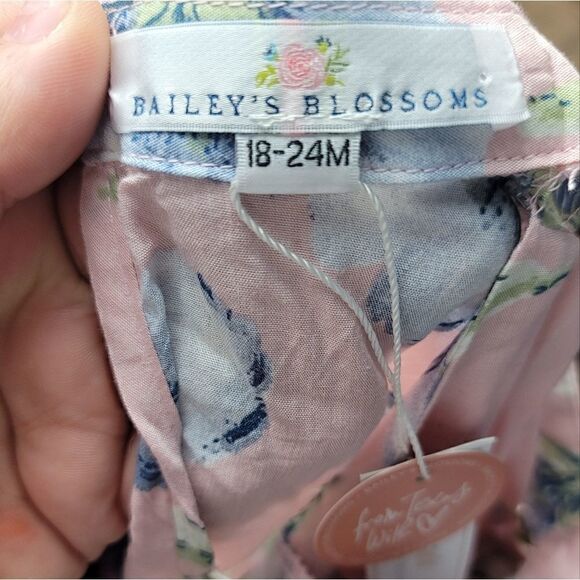 BAILEY'S BLOSSOMS
18-24M
from Texas
with